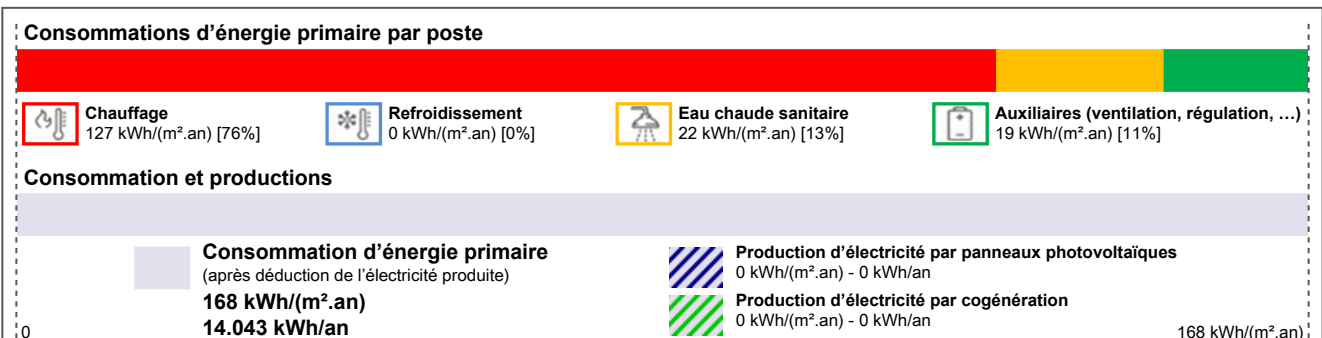 Consommations d’énergie primaire par poste
Chauffage
127 kWh/(m².an) [76%]
Refroidissement
0 kWh/(m².an) [0%]
Eau chaude sanitaire
22 kWh/(m².an) [13%]
Auxiliaires (ventilation, régulation, …)
19 kWh/(m².an) [11%]
Consommation et productions
Consommation d’énergie primaire
(après déduction de l’électricité produite)
168 kWh/(m².an)
14.043 kWh/an
Production d’électricité par panneaux photovoltaïques
0 kWh/(m².an) - 0 kWh/an
Production d’électricité par cogénération
0 kWh/(m².an) - 0 kWh/an
0
168 kWh/(m².an)